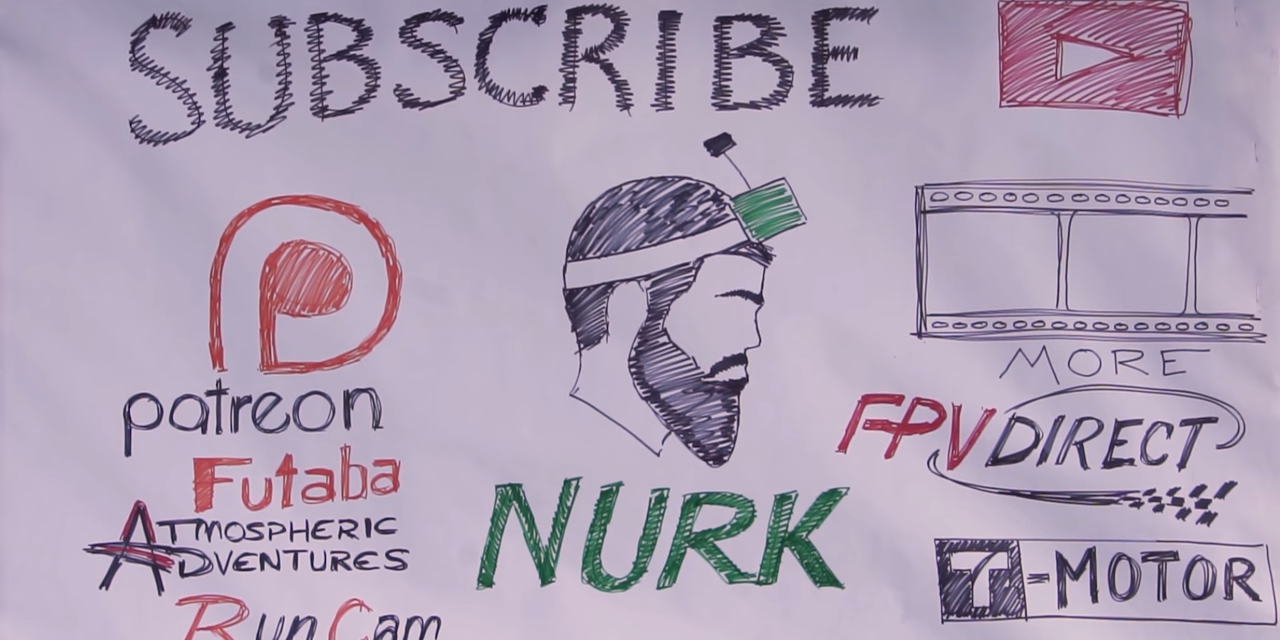 SUBSCRIBE
patreon
Futaba
ATMOSPHERIC
ADVENTURES
RunCam
NURK
MORE
FPV DIRECT
T-MOTOR